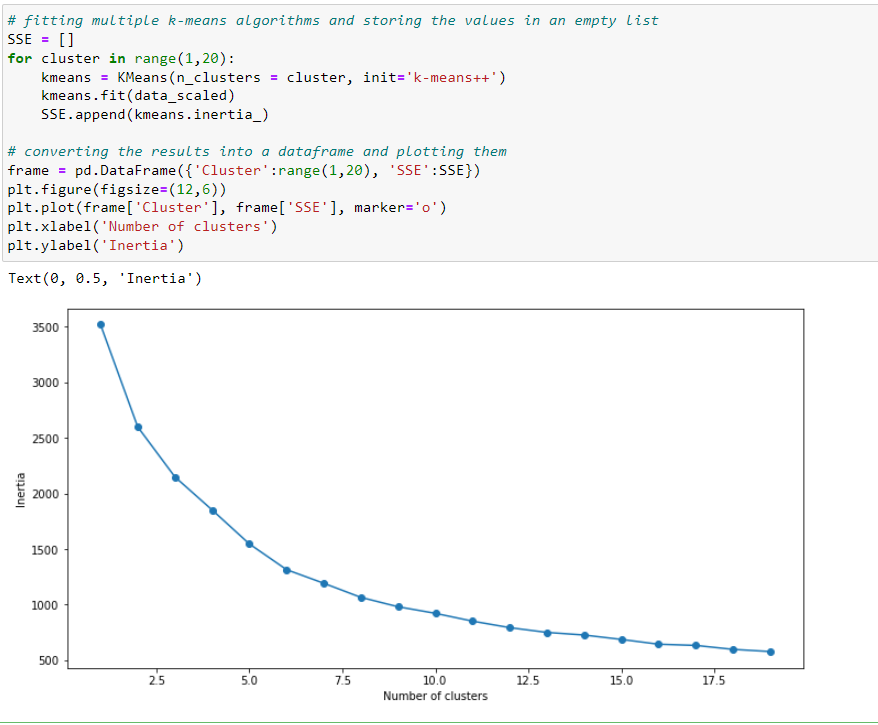 # fitting multiple k-means algorithms and storing the values in an empty list
SSE = []
for cluster in range(1,20):
    kmeans = KMeans(n_clusters = cluster, init='k-means++')
    kmeans.fit(data_scaled)
    SSE.append(kmeans.inertia_)

# converting the results into a dataframe and plotting them
frame = pd.DataFrame({'Cluster':range(1,20), 'SSE':SSE})
plt.figure(figsize=(12,6))
plt.plot(frame['Cluster'], frame['SSE'], marker='o')
plt.xlabel('Number of clusters')
plt.ylabel('Inertia')
Text(0, 0.5, 'Inertia')
3500
3000
2500
2000
1500
1000
500
Inertia
2.5 5.0 7.5 10.0 12.5 15.0 17.5
Number of clusters